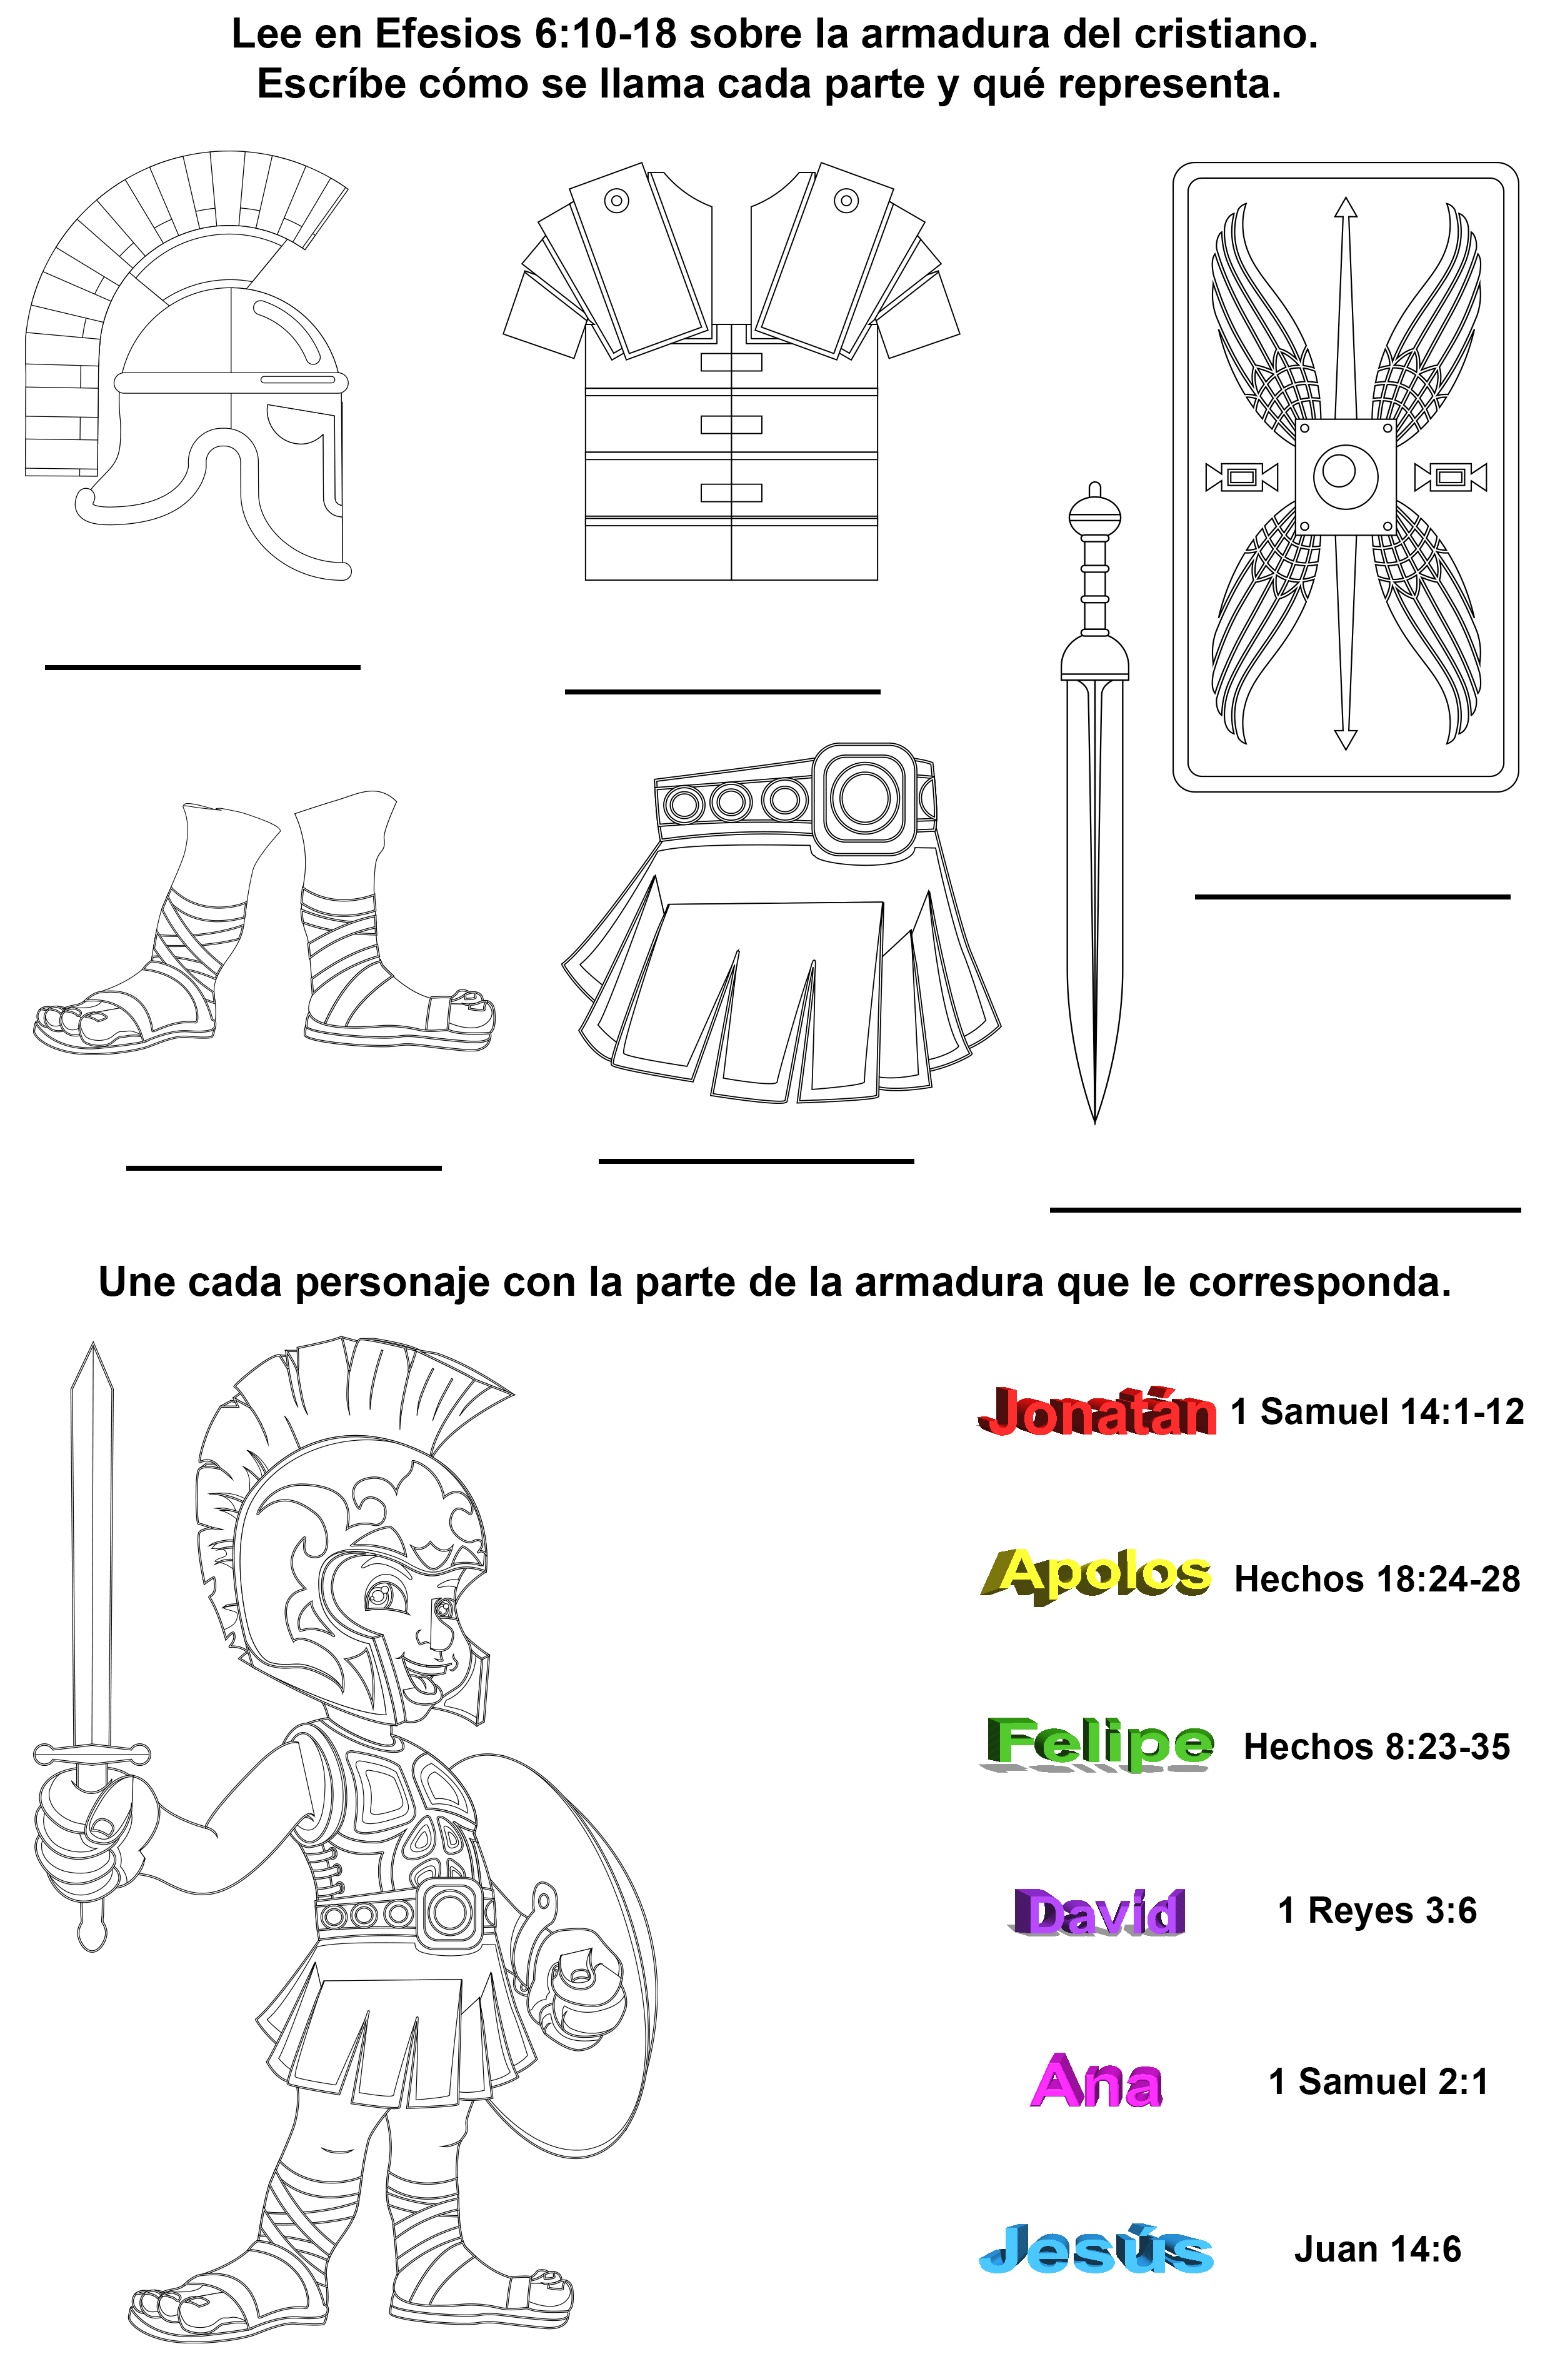 Lee en Efesios 6:10-18 sobre la armadura del cristiano.
Escríbe cómo se llama cada parte y qué representa.
Une cada personaje con la parte de la armadura que le corresponda.
Jonatán 1 Samuel 14:1-12
Apolos Hechos 18:24-28
Felipe Hechos 8:23-35
David 1 Reyes 3:6
Ana 1 Samuel 2:1
Jesús Juan 14:6